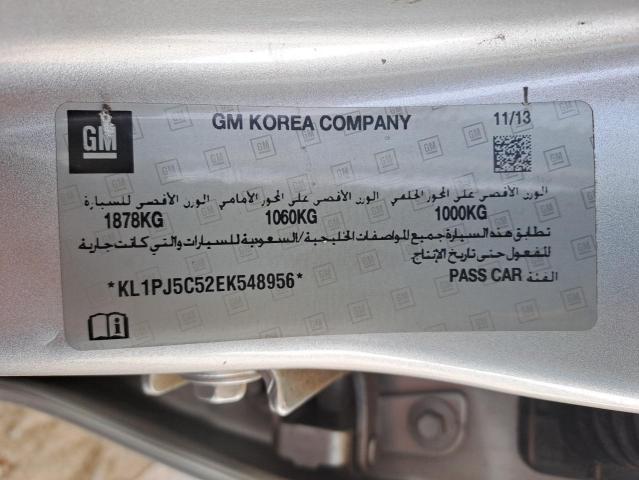 GM
GM KOREA COMPANY
11/13
الوزن الأقصى على المحور الخلفي الوزن الأقصى على المحور الأمامي الوزن الأقصى للسيارة
1878KG 1060KG 1000KG
تطابق هذه السيارة جميع المواصفات الخليجية/السعودية للسيارات والتي كانت جارية
للمفعول حتى تاريخ الإنتاج.
الفئة PASS CAR
*KL1PJ5C52EK548956*